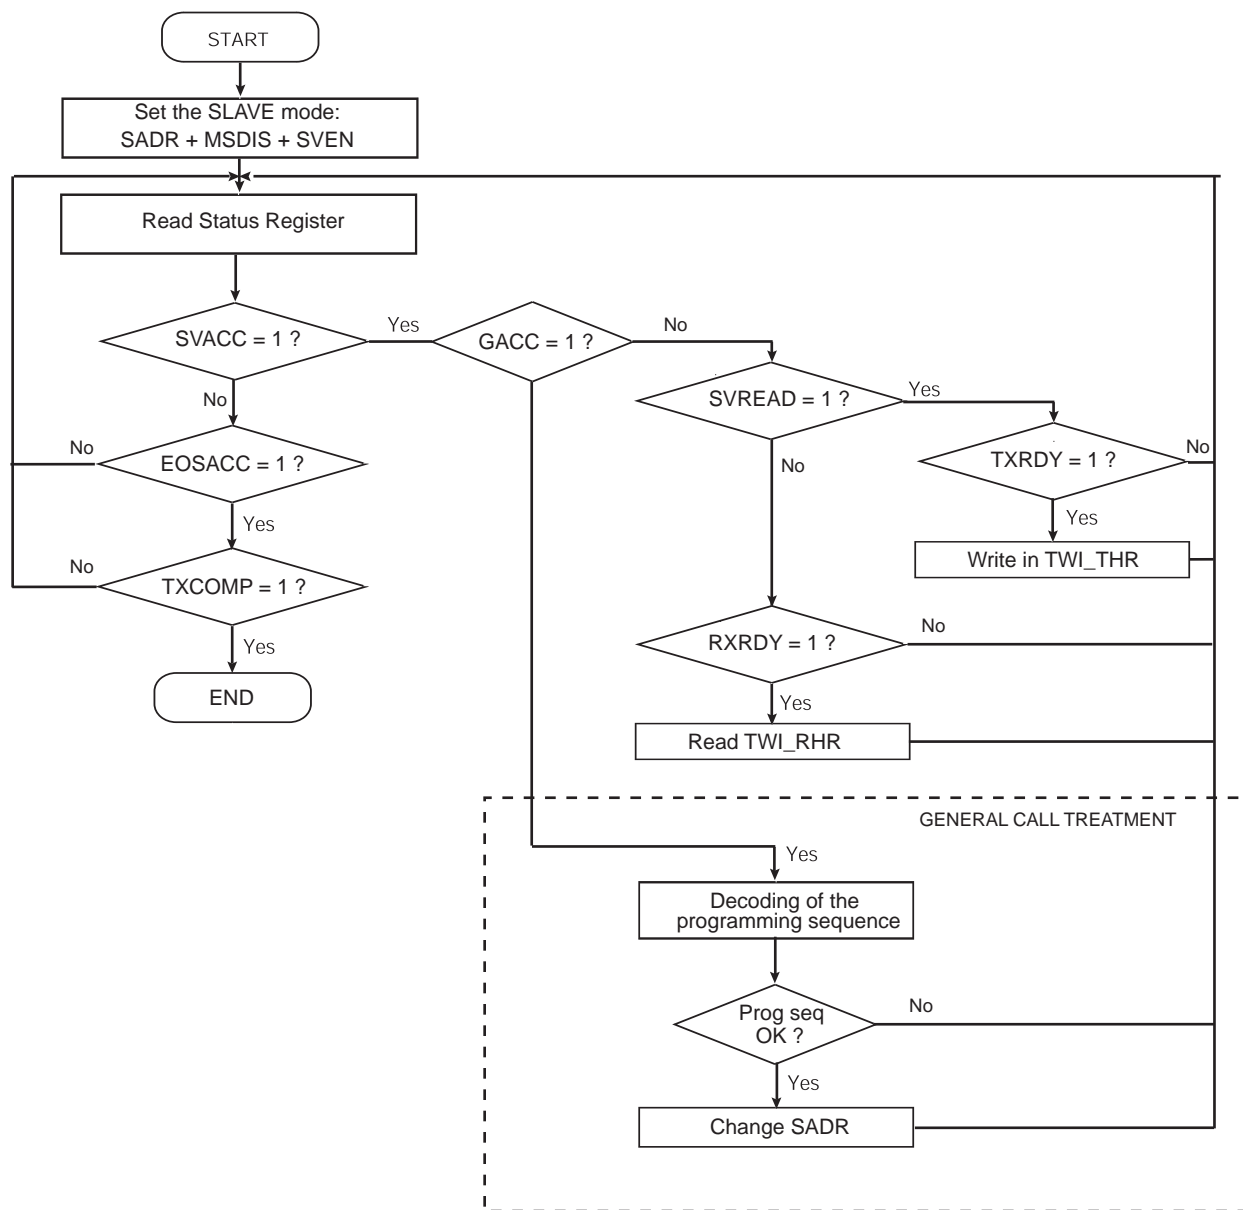 START
Set the SLAVE mode:
SADR + MSDIS + SVEN
Read Status Register
SVACC = 1 ?
Yes
GACC = 1 ?
No
SVREAD = 1 ?
Yes
No
EOSACC = 1 ?
No
No
TXRDY = 1 ?
No
Yes
Yes
Write in TWI_THR
No
TXCOMP = 1 ?
RXRDY = 1 ?
No
Yes
Yes
END
Read TWI_RHR
GENERAL CALL TREATMENT
Yes
Decoding of the
programming sequence
Prog seq
OK ?
No
Yes
Change SADR